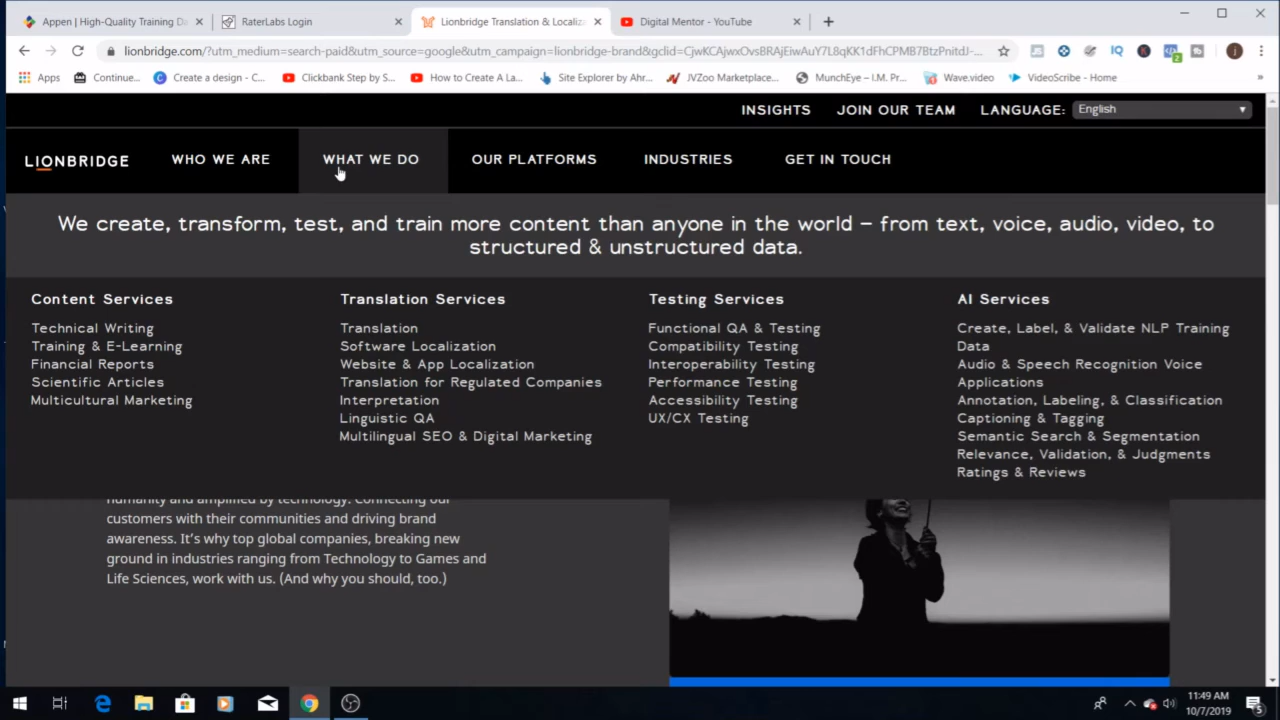 Appen | High-Quality Training Da
RaterLabs Login
Lionbridge Translation & Localiz
Digital Mentor - YouTube
lionbridge.com/?utm_medium=search-paid&utm_source=google&utm_campaign=lionbridge-brand&gclid=CjwKCAjwxOvsBRAjEiwAuY7L8qKK1dFhCPMB7BtzPnitdJ-...
IQ
i
2
Apps
Continue...
Create a design - C...
Clickbank Step by S...
How to Create A La...
Site Explorer by Ahr...
JVZoo Marketplace...
MunchEye – I.M. Pr...
Wave.video
VideoScribe - Home
»
INSIGHTS
JOIN OUR TEAM
LANGUAGE:
English
LIONBRIDGE
WHO WE ARE
WHAT WE DO
OUR PLATFORMS
INDUSTRIES
GET IN TOUCH
We create, transform, test, and train more content than anyone in the world – from text, voice, audio, video, to
structured & unstructured data.
Content Services
Technical Writing
Training & E-Learning
Financial Reports
Scientific Articles
Multicultural Marketing
Translation Services
Translation
Software Localization
Website & App Localization
Translation for Regulated Companies
Interpretation
Linguistic QA
Multilingual SEO & Digital Marketing
Testing Services
Functional QA & Testing
Compatibility Testing
Interoperability Testing
Performance Testing
Accessibility Testing
UX/CX Testing
AI Services
Create, Label, & Validate NLP Training
Data
Audio & Speech Recognition Voice
Applications
Annotation, Labeling, & Classification
Captioning & Tagging
Semantic Search & Segmentation
Relevance, Validation, & Judgments
Ratings & Reviews
humanity and amplified by technology. Connecting our
customers with their communities and driving brand
awareness. It's why top global companies, breaking new
ground in industries ranging from Technology to Games and
Life Sciences, work with us. (And why you should, too.)
11:49 AM
10/7/2019
5